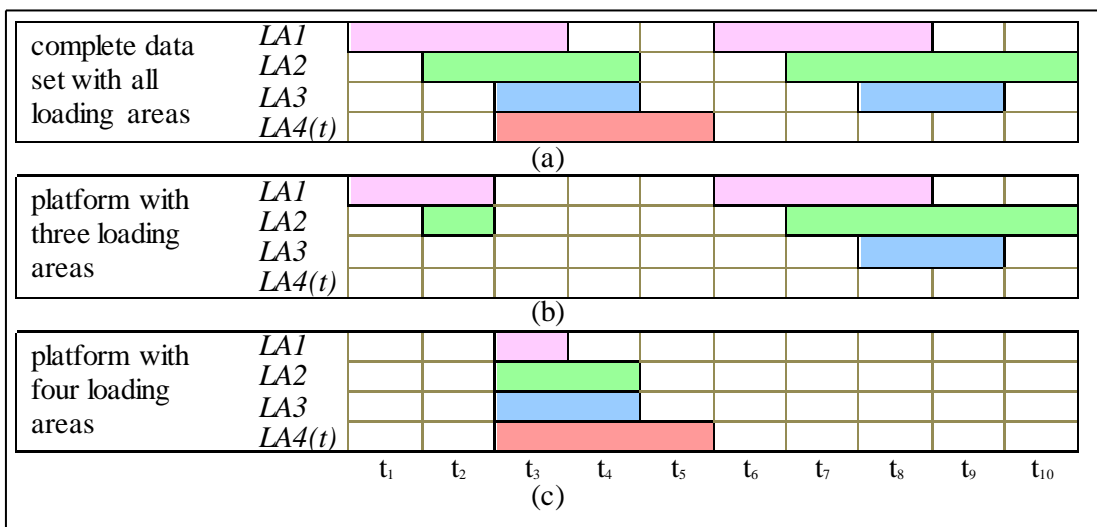 complete data
set with all
loading areas
LA1
LA2
LA3
LA4(t)
(a)
platform with
three loading
areas
LA1
LA2
LA3
LA4(t)
(b)
platform with
four loading
areas
LA1
LA2
LA3
LA4(t)
t₁ t₂ t₃ t₄ t₅ t₆ t₇ t₈ t₉ t₁₀
(c)